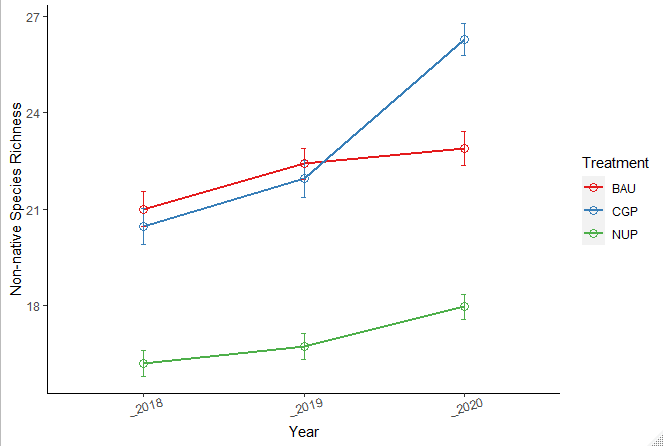 Non-native Species Richness
27
24
21
18
_2018
_2019
_2020
Year
Treatment
BAU
CGP
NUP